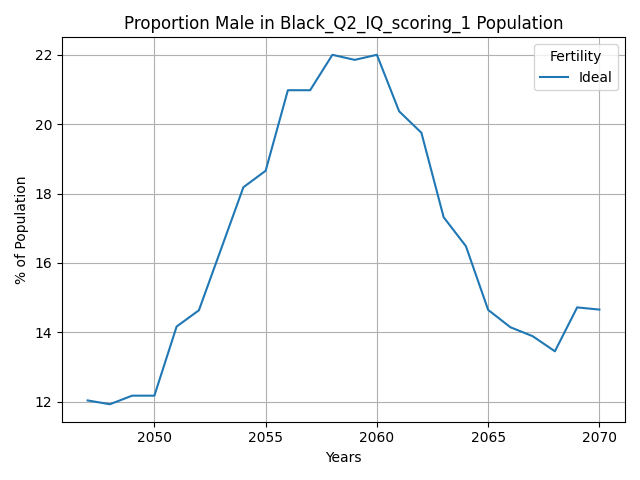 Proportion Male in Black_Q2_IQ_scoring_1 Population
Fertility
Ideal
% of Population
22
20
18
16
14
12
2050 2055 2060 2065 2070
Years